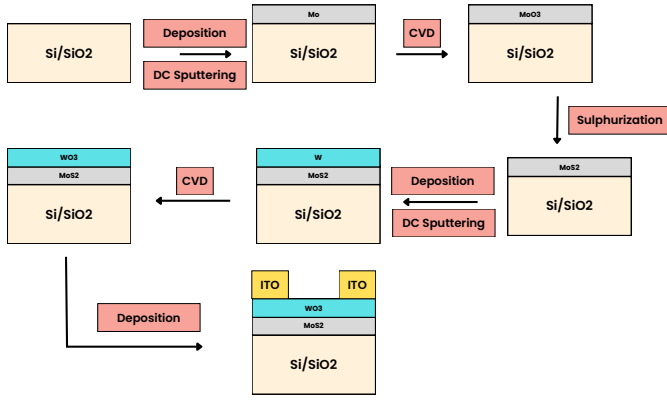 Si/SiO2
Deposition
DC Sputtering
Mo
Si/SiO2
CVD
MoO3
Si/SiO2
Sulphurization
MoS2
Si/SiO2
Deposition
DC Sputtering
W
MoS2
Si/SiO2
CVD
WO3
MoS2
Si/SiO2
Deposition
ITO
ITO
WO3
MoS2
Si/SiO2